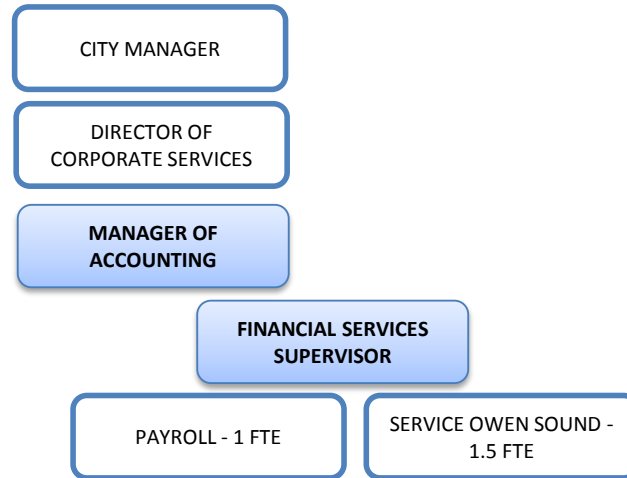 CITY MANAGER
DIRECTOR OF
CORPORATE SERVICES
MANAGER OF
ACCOUNTING
FINANCIAL SERVICES
SUPERVISOR
PAYROLL - 1 FTE
SERVICE OWEN SOUND -
1.5 FTE